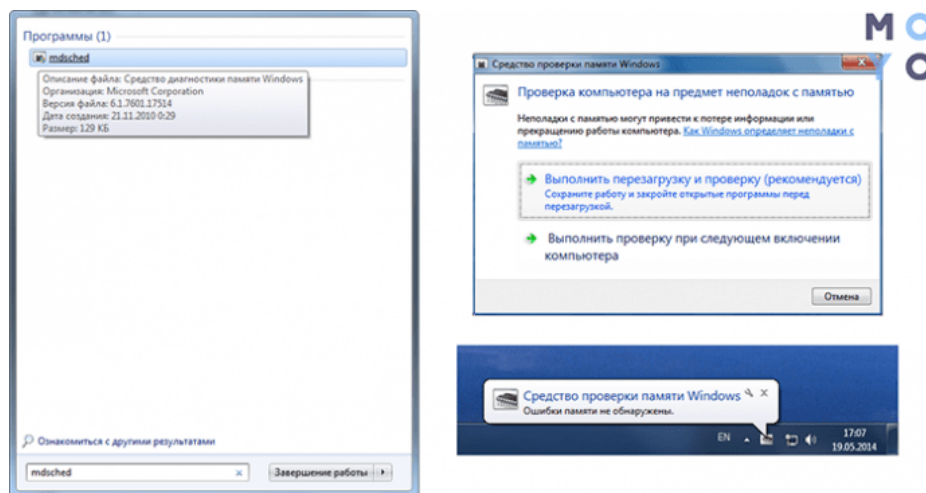 Программы (1)
mdsched
Описание файла: Средство диагностики памяти Windows
Организация: Microsoft Corporation
Версия файла: 6.1.7601.17514
Дата создания: 21.11.2010 0:29
Размер: 129 КБ
Ознакомиться с другими результатами
mdsched
Завершение работы
Средство проверки памяти Windows
Проверка компьютера на предмет неполадок с памятью
Неполадки с памятью могут привести к потере информации или
прекращению работы компьютера. Как Windows определяет неполадки с
памятью?
Выполнить перезагрузку и проверку (рекомендуется)
Сохраните работу и закройте открытые программы перед
перезагрузкой.
Выполнить проверку при следующем включении
компьютера
Отмена
Средство проверки памяти Windows
Ошибки памяти не обнаружены.
EN
17:07
19.05.2014